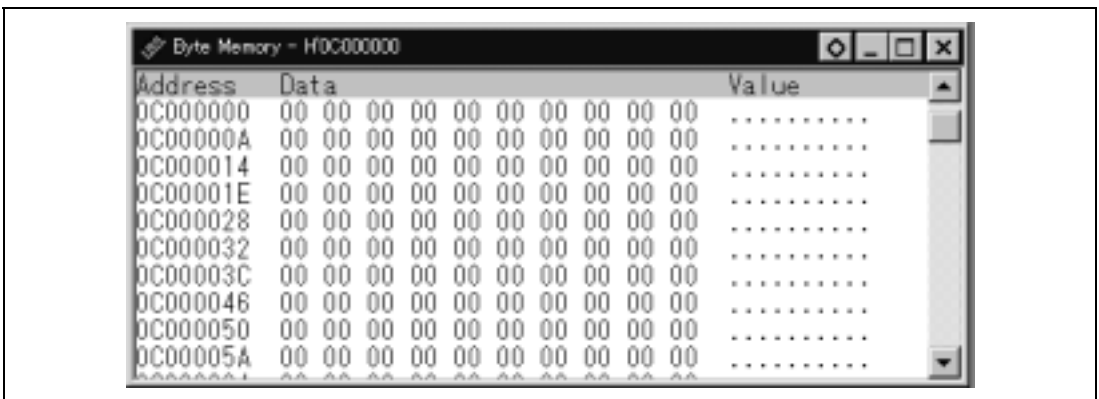 Byte Memory - H'0C000000
Address Data Value
0C000000 00 00 00 00 00 00 00 00 00 00 ..........
0C00000A 00 00 00 00 00 00 00 00 00 00 ..........
0C000014 00 00 00 00 00 00 00 00 00 00 ..........
0C00001E 00 00 00 00 00 00 00 00 00 00 ..........
0C000028 00 00 00 00 00 00 00 00 00 00 ..........
0C000032 00 00 00 00 00 00 00 00 00 00 ..........
0C00003C 00 00 00 00 00 00 00 00 00 00 ..........
0C000046 00 00 00 00 00 00 00 00 00 00 ..........
0C000050 00 00 00 00 00 00 00 00 00 00 ..........
0C00005A 00 00 00 00 00 00 00 00 00 00 ..........